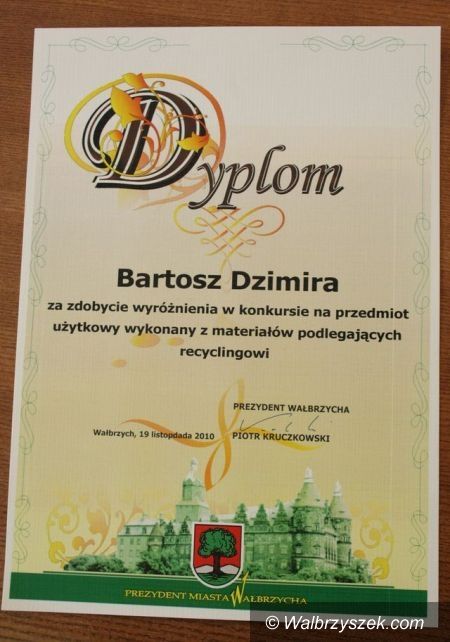 Dyplom
Bartosz Dzimira
za zdobycie wyróżnienia w konkursie na przedmiot
użytkowy wykonany z materiałów podlegających
recyclingowi
PREZYDENT WAŁBRZYCHA
Wałbrzych, 19 listopdada 2010 PIOTR KRUCZKOWSKI
PREZYDENT MIASTA WAŁBRZYCHA
© Walbrzyszek.com